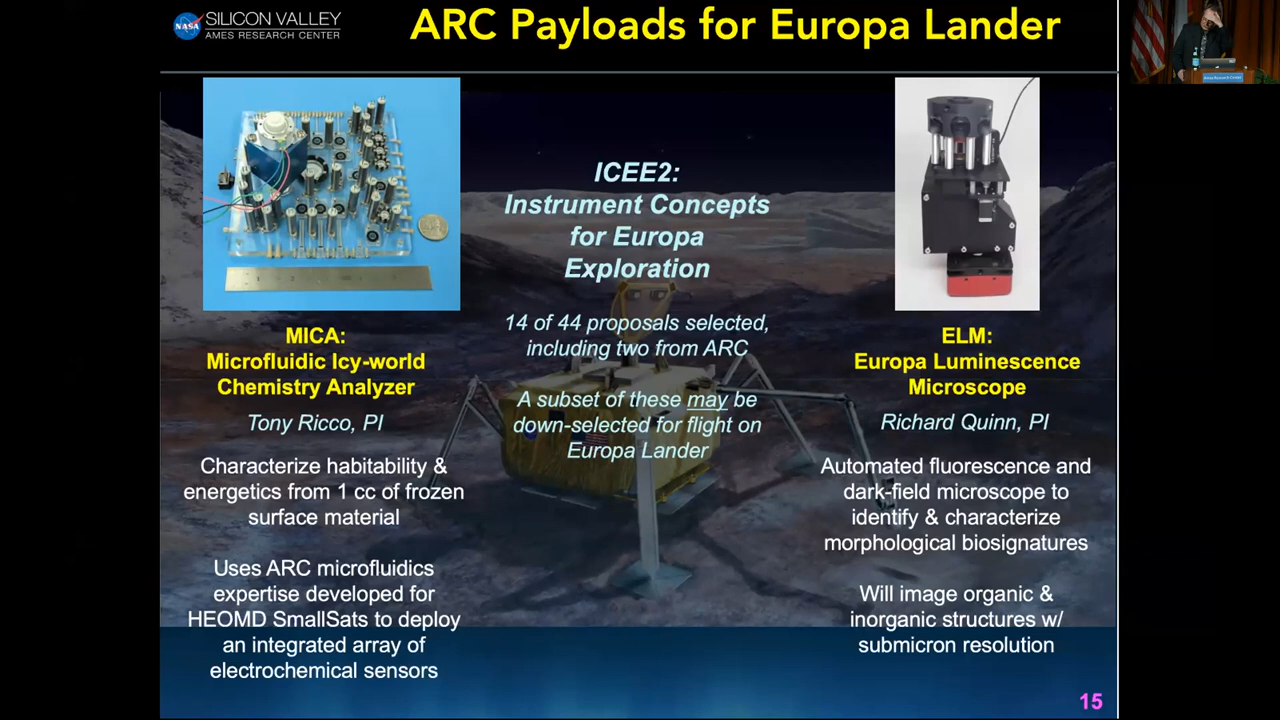 NASA
SILICON VALLEY
AMES RESEARCH CENTER
ARC Payloads for Europa Lander
MICA:
Microfluidic Icy-world
Chemistry Analyzer
Tony Ricco, PI
Characterize habitability &
energetics from 1 cc of frozen
surface material
Uses ARC microfluidics
expertise developed for
HEOMD SmallSats to deploy
an integrated array of
electrochemical sensors
ICEE2:
Instrument Concepts
for Europa
Exploration
14 of 44 proposals selected,
including two from ARC
A subset of these may be
down-selected for flight on
Europa Lander
ELM:
Europa Luminescence
Microscope
Richard Quinn, PI
Automated fluorescence and
dark-field microscope to
identify & characterize
morphological biosignatures
Will image organic &
inorganic structures w/
submicron resolution
15